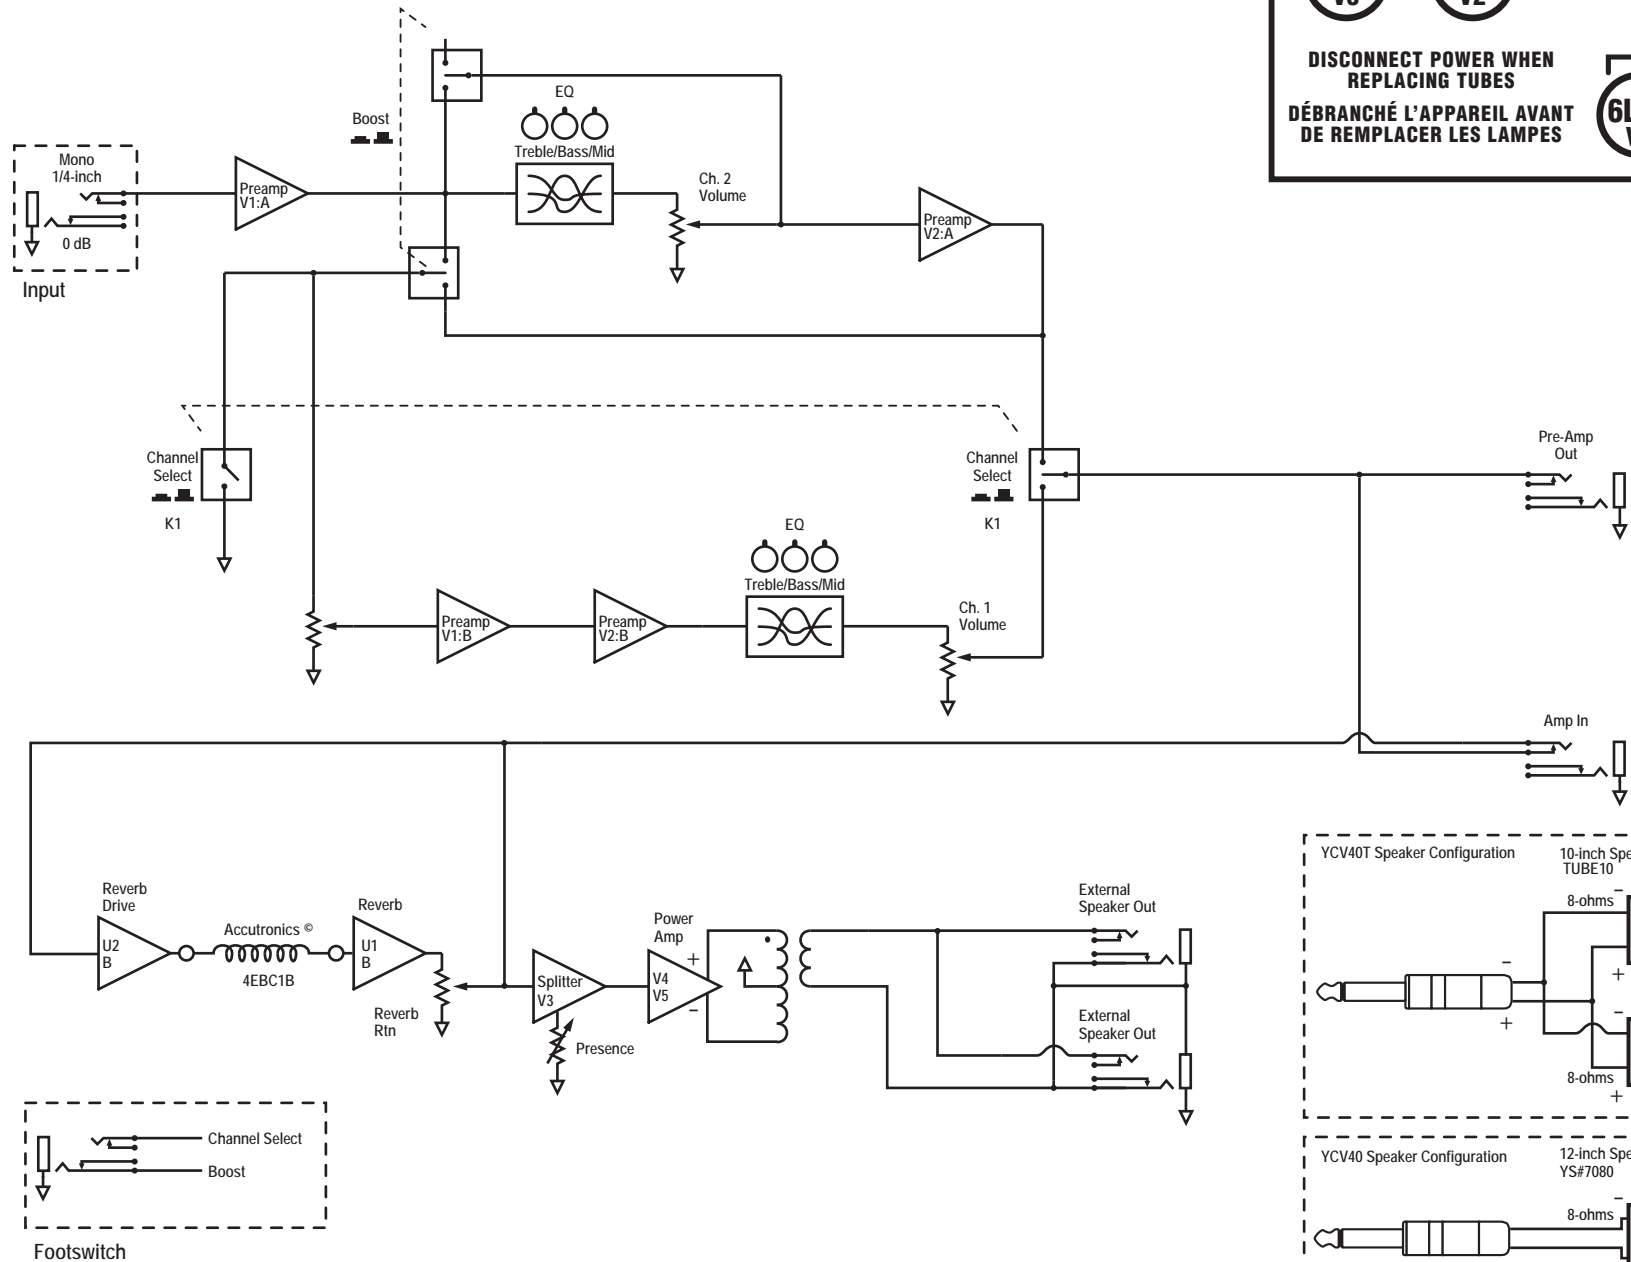 DISCONNECT POWER WHEN
REPLACING TUBES
DÉBRANCHÉ L'APPAREIL AVANT
DE REMPLACER LES LAMPES
EQ
Treble/Bass/Mid
Boost
Mono
1/4-inch
0 dB
Input
Preamp
V1:A
Ch. 2
Volume
Preamp
V2:A
Channel
Select
K1
Channel
Select
K1
Pre-Amp
Out
EQ
Treble/Bass/Mid
Preamp
V1:B
Preamp
V2:B
Ch. 1
Volume
Amp In
Reverb
Drive
U2
B
Accutronics ©
4EBC1B
Reverb
U1
B
Reverb
Rtn
Splitter
V3
Presence
Power
Amp
V4
V5
+
–
External
Speaker Out
External
Speaker Out
YCV40T Speaker Configuration
10-inch
TUBE10
8-ohms
–
+
–
+
–
8-ohms
+
YCV40 Speaker Configuration
12-inch
YS#7080
8-ohms
–
Channel Select
Boost
Footswitch